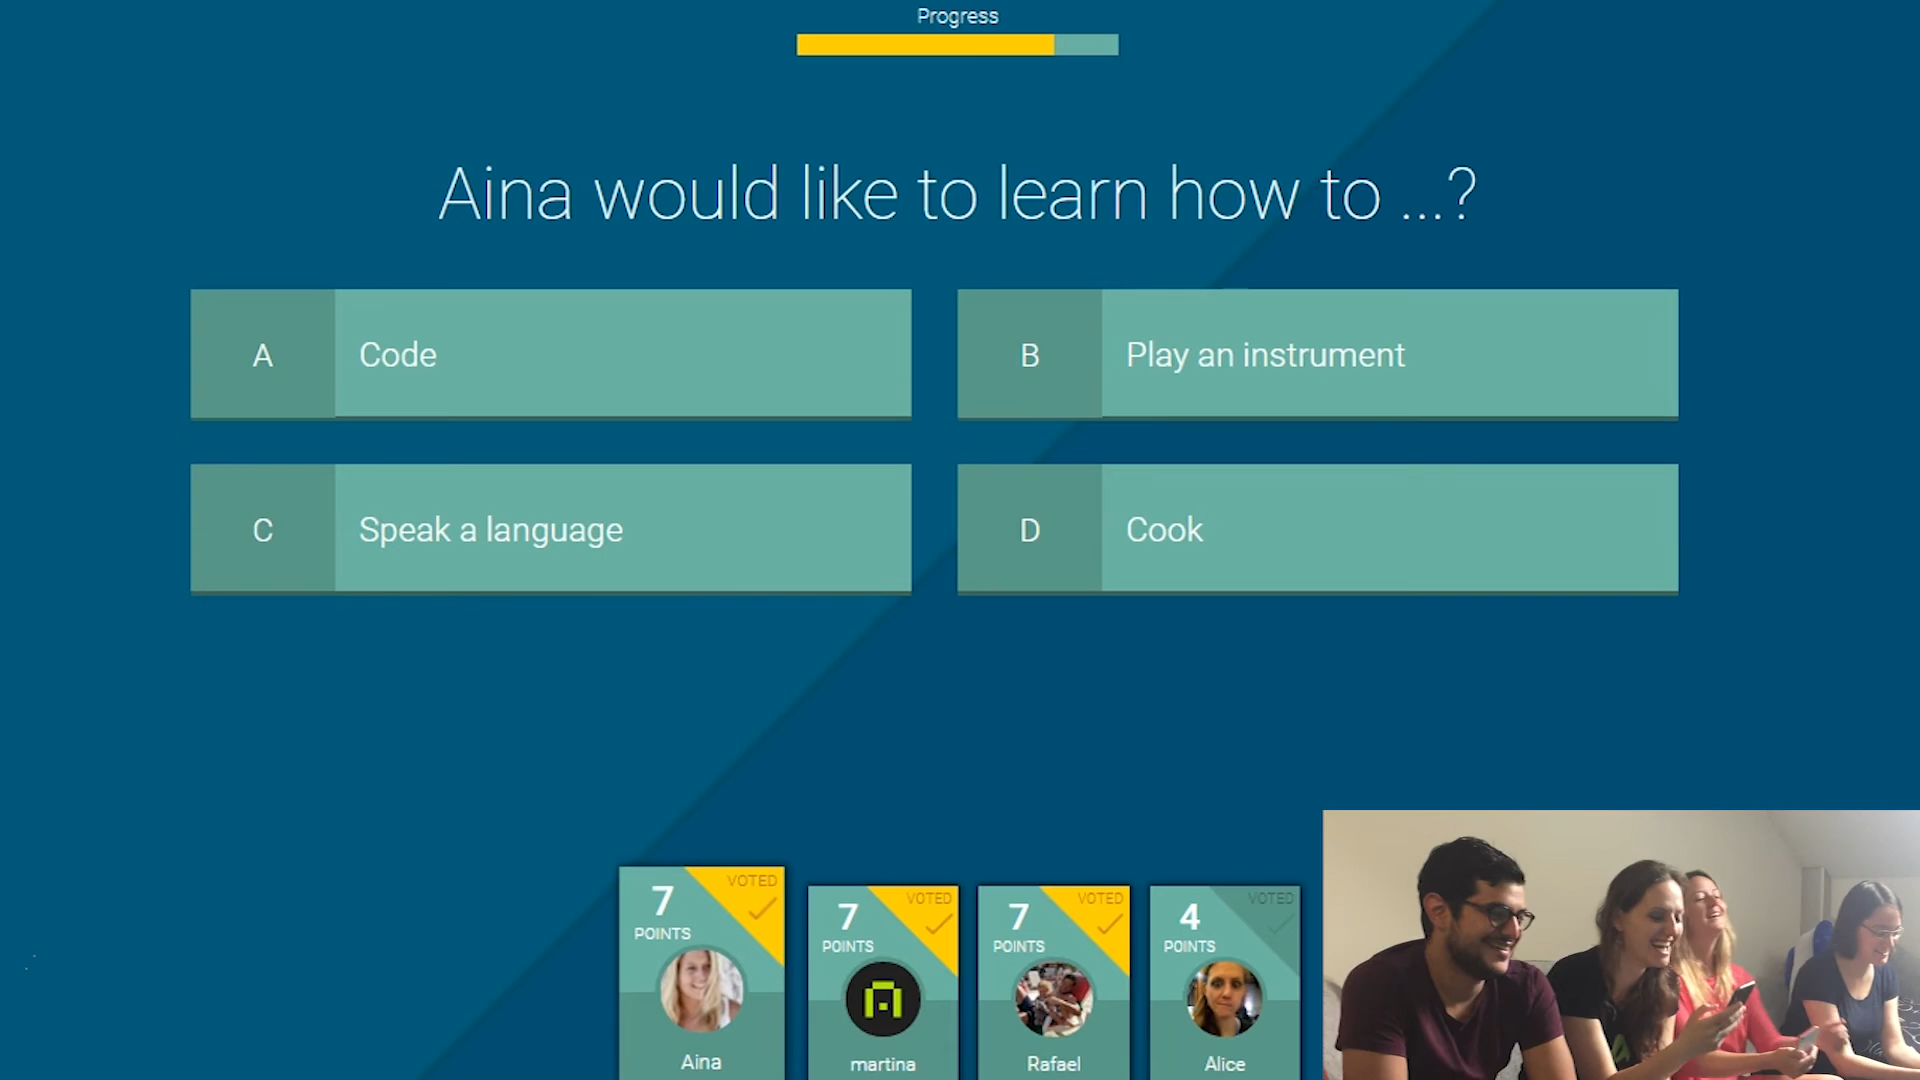 Progress
Aina would like to learn how to ...?
A Code
B Play an instrument
C Speak a language
D Cook
7 POINTS VOTED
Aina
7 POINTS VOTED
martina
7 POINTS VOTED
Rafael
4 POINTS VOTED
Alice